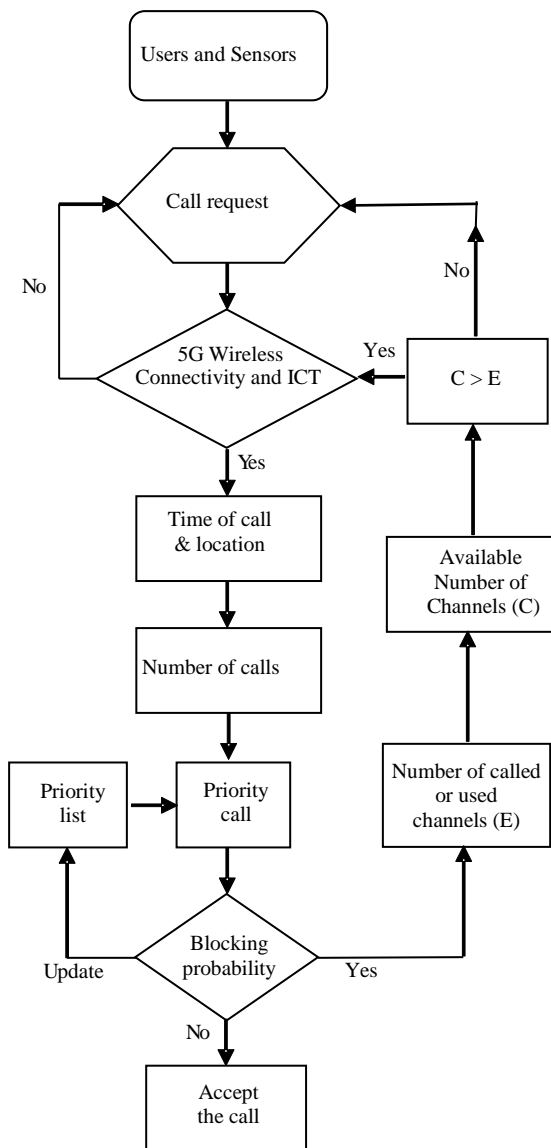 Users and Sensors
Call request
No
No
5G Wireless
Connectivity and ICT
Yes
C > E
Yes
Time of call
& location
Available
Number of
Channels (C)
Number of calls
Priority
list
Priority
call
Number of called
or used
channels (E)
Blocking
probability
Update
Yes
No
Accept
the call